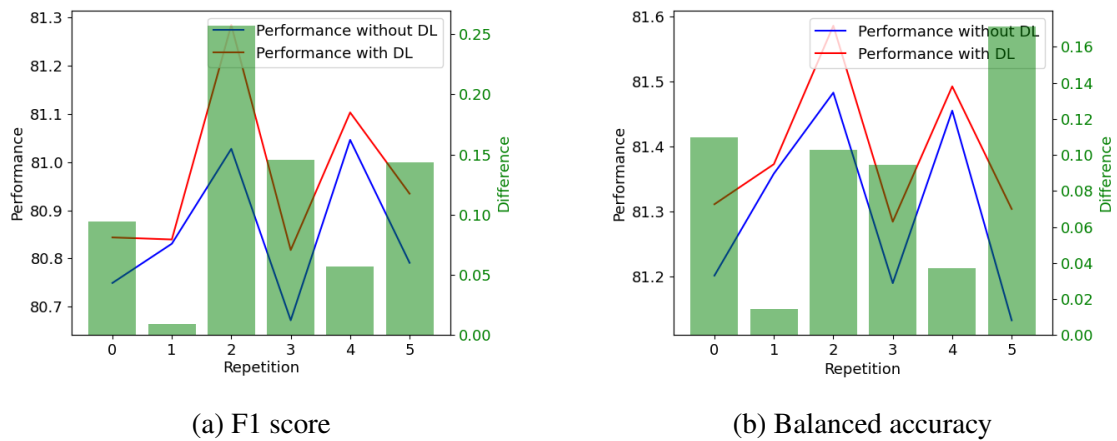 81.3
81.2
81.1
81.0
80.9
80.8
80.7
Performance
Performance without DL
Performance with DL
0.25
0.20
0.15
0.10
0.05
0.00
Difference
0 1 2 3 4 5
Repetition
(a) F1 score
81.6
81.5
81.4
81.3
81.2
Performance
Performance without DL
Performance with DL
0.16
0.14
0.12
0.10
0.08
0.06
0.04
0.02
0.00
Difference
0 1 2 3 4 5
Repetition
(b) Balanced accuracy